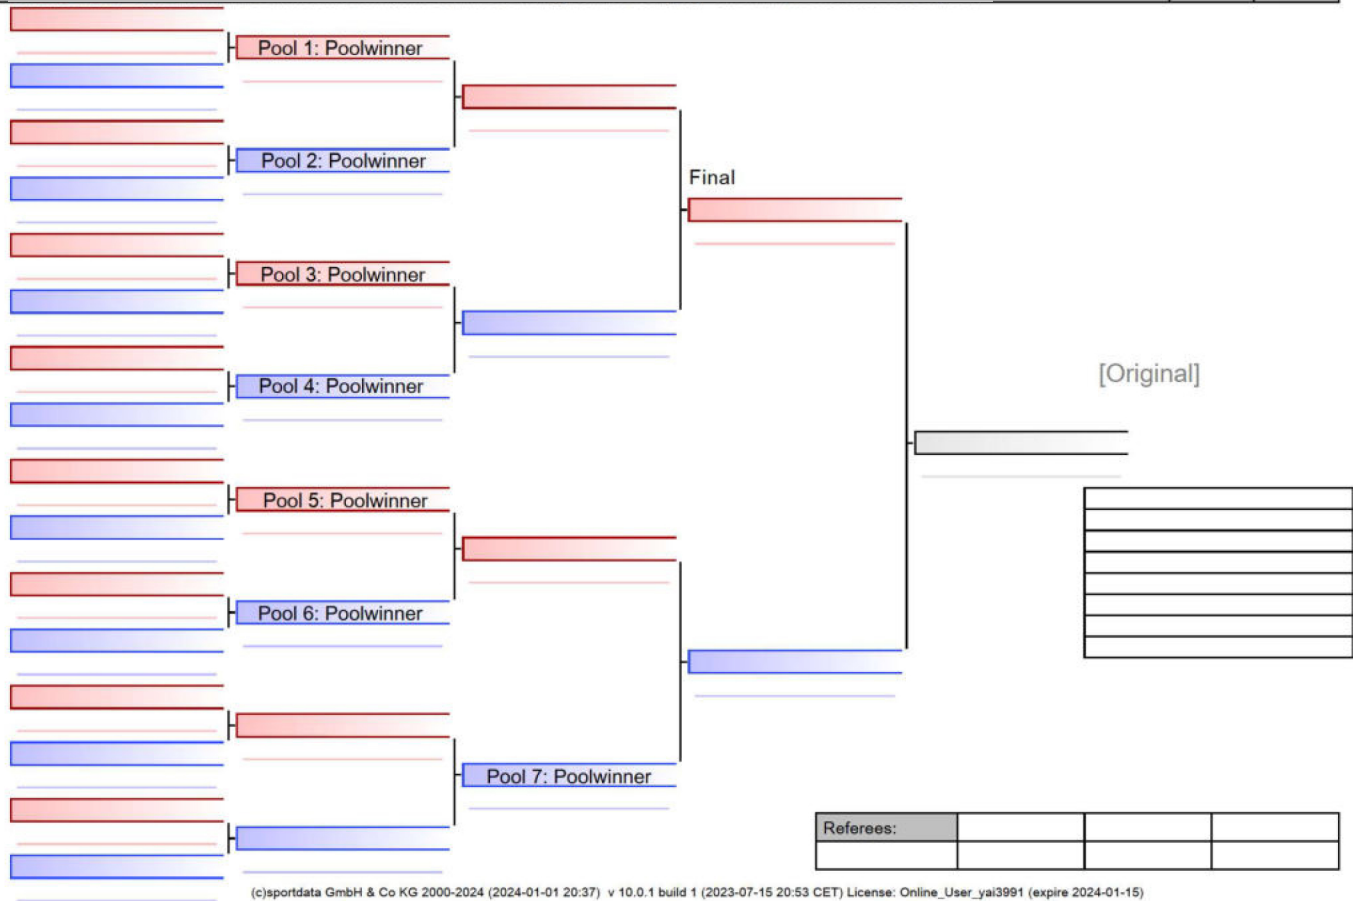 Pool 1: Poolwinner
Pool 2: Poolwinner
Final
Pool 3: Poolwinner
Pool 4: Poolwinner
[Original]
Pool 5: Poolwinner
Pool 6: Poolwinner
Pool 7: Poolwinner
Referees:
(c)sportdata GmbH & Co KG 2000-2024 (2024-01-01 20:37) v 10.0.1 build 1 (2023-07-15 20:53 CET) License: Online_User_yai3991 (expire 2024-01-15)